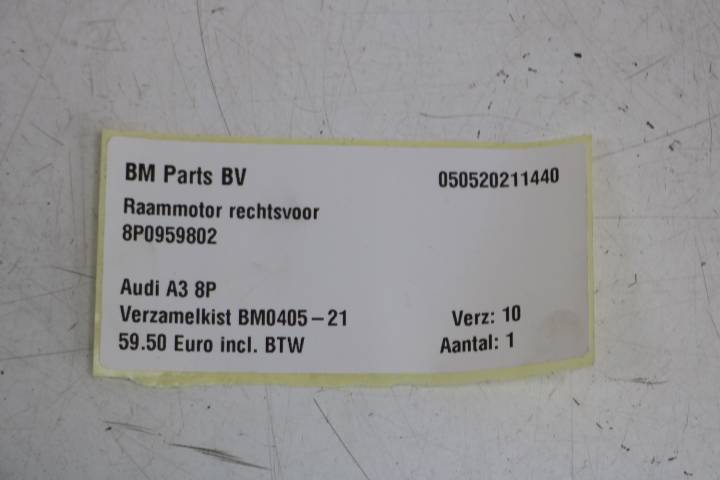 BM Parts BV 050520211440
Raammotor rechtsvoor
8P0959802
Audi A3 8P
Verzamelkist BM0405-21 Verz: 10
59.50 Euro incl. BTW Aantal: 1